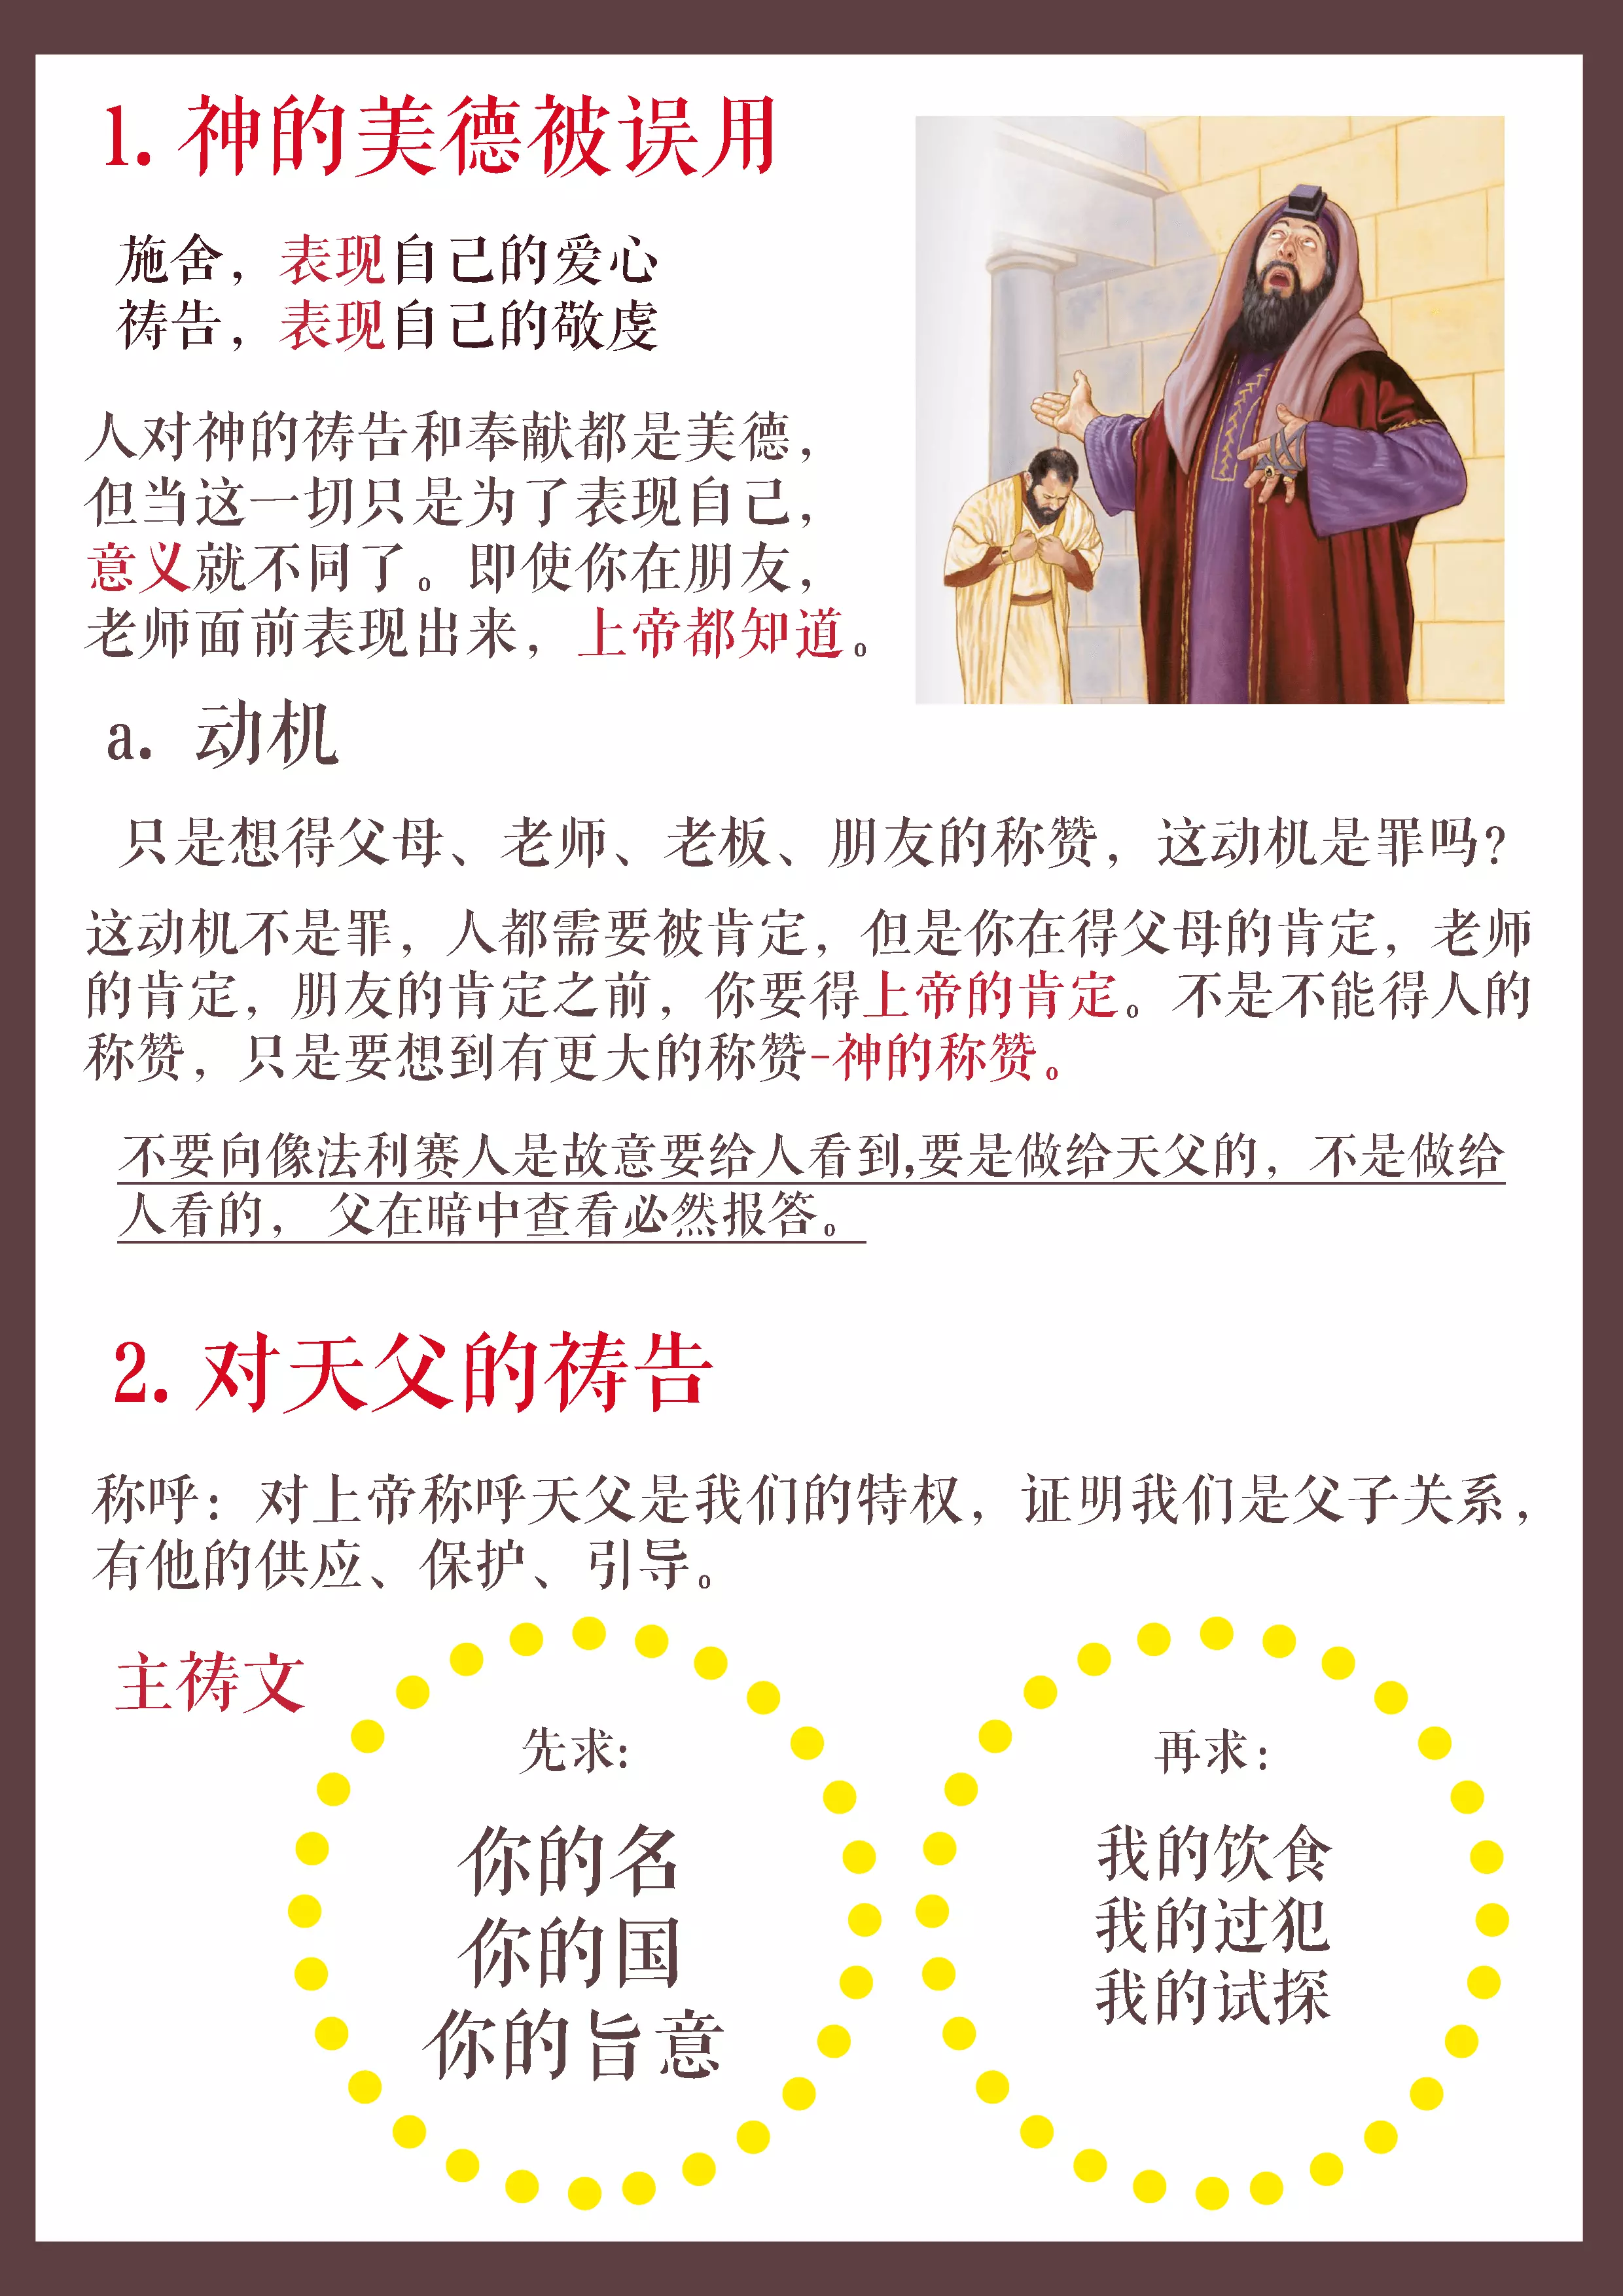 1. 神的美德被误用
施舍，表现自己的爱心
祷告，表现自己的敬虔
人对神的祷告和奉献都是美德，
但当这一切只是为了表现自己，
意义就不同了。即使你在朋友，
老师面前表现出来，上帝都知道。
a. 动机
只是想得父母、老师、老板、朋友的称赞，这动机是罪吗？
这动机不是罪，人都需要被肯定，但是你在得父母的肯定，老师
的肯定，朋友的肯定之前，你要得上帝的肯定。不是不能得人的
称赞，只是要想到有更大的称赞-神的称赞。
不要向像法利赛人是故意要给人看到,要是做给天父的，不是做给
人看的， 父在暗中查看必然报答。
2. 对天父的祷告
称呼：对上帝称呼天父是我们的特权，证明我们是父子关系，
有他的供应、保护、引导。
主祷文
先求:
你的名
你的国
你的旨意
再求：
我的饮食
我的过犯
我的试探